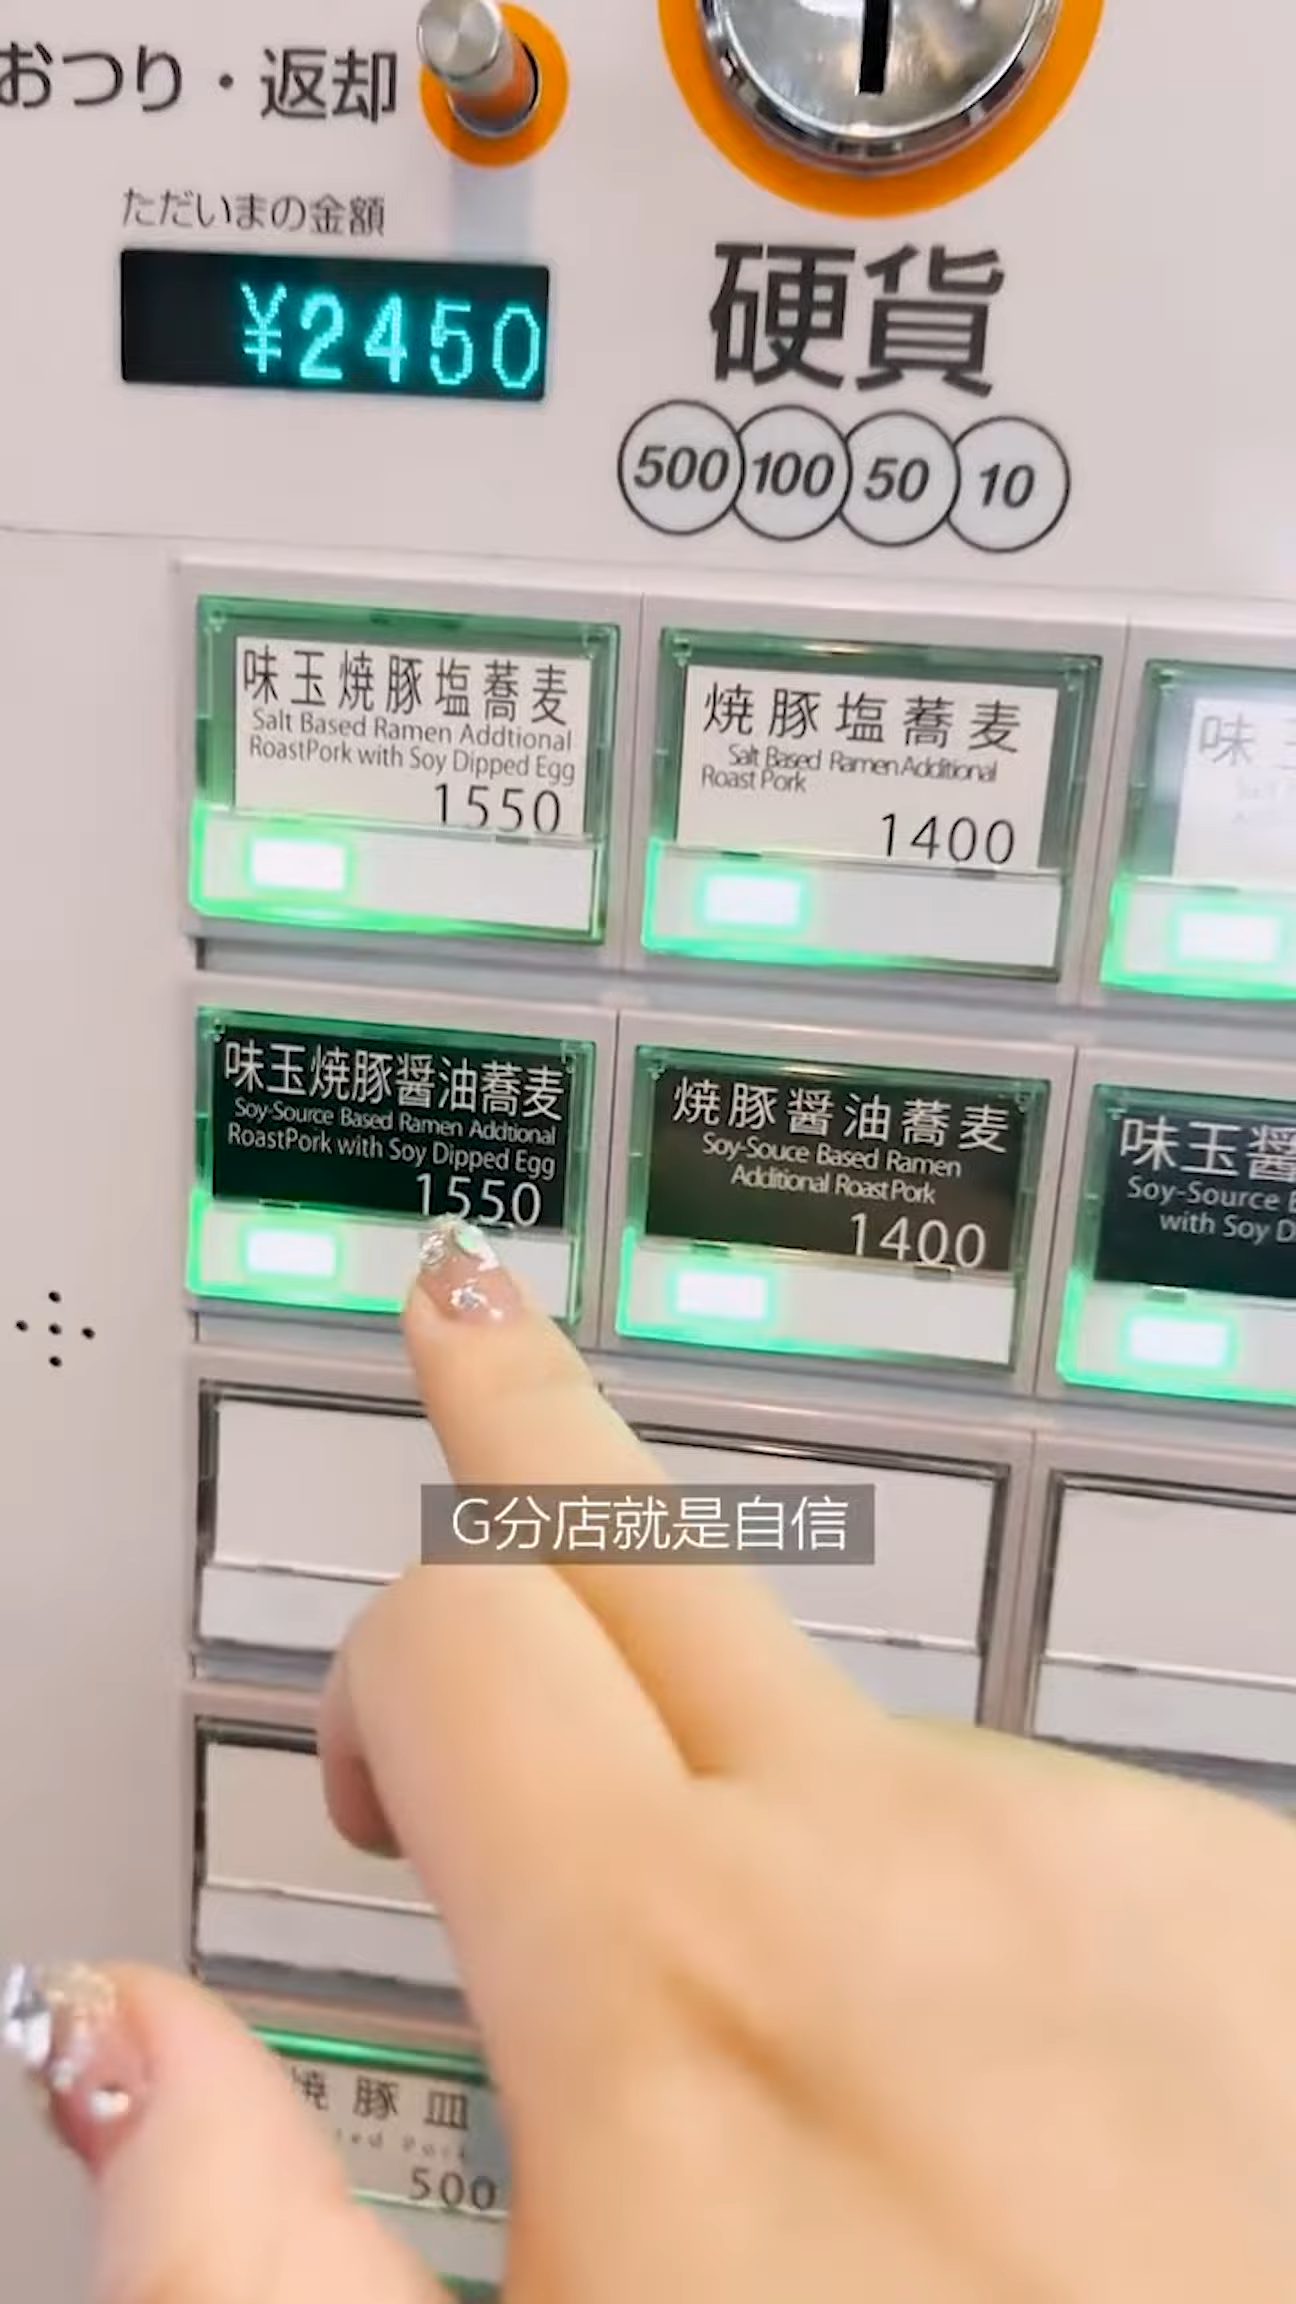 おつり・返却
ただいまの金額
¥2450
硬貨
500 100 50 10
味玉焼豚塩蕎麦
Salt Based Ramen Addtional
RoastPork with Soy Dipped Egg
1550
焼豚塩蕎麦
Salt Based Ramen Additional
Roast Pork
1400
味
味玉焼豚醤油蕎麦
Soy-Source Based Ramen Addtional
RoastPork with Soy Dipped Egg
1550
焼豚醤油蕎麦
Soy-Souce Based Ramen
Additional Roast Pork
1400
味玉醤
Soy-Source
with Soy
G分店就是自信
焼豚皿
Pork
500